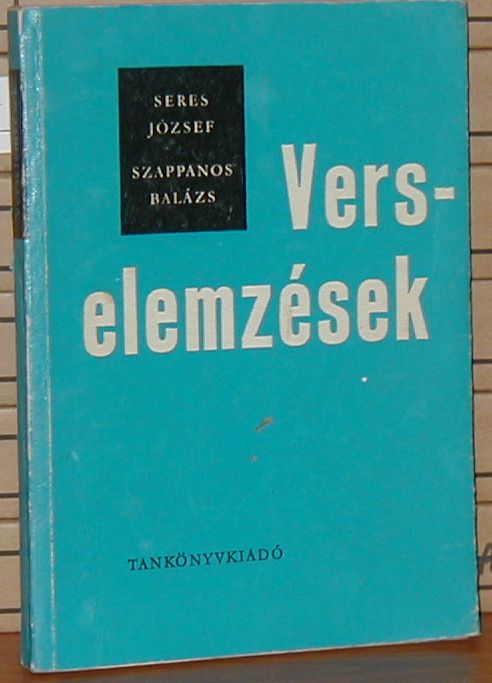 SERES
JÓZSEF
SZAPPANOS
BALÁZS
Vers-
elemzések
TANKÖNYVKIADÓ